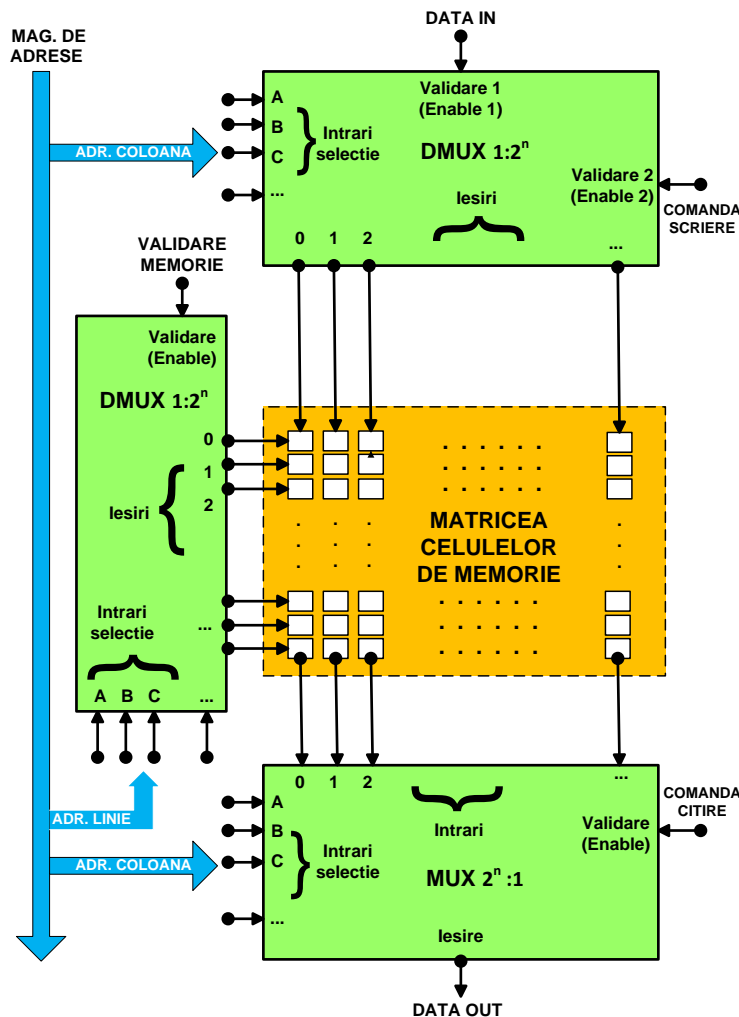 DATA IN
MAG. DE
ADRESE
Validare 1
(Enable 1)
A
B
C
...
Intrari
selectie
DMUX 1:2ⁿ
Validare 2
(Enable 2)
Iesiri
0 1 2 ...
ADR. COLOANA
COMANDA
SCRIERE
VALIDARE
MEMORIE
Validare
(Enable)
DMUX 1:2ⁿ
0
1
2
...
Iesiri
Intrari
selectie
A B C ...
. . . . . .
. . . . . .
MATRICEA
CELULELOR
DE MEMORIE
. . . . . .
. . . . . .
. . . . . .
ADR. LINIE
ADR. COLOANA
0 1 2 ...
A
B
C
...
Intrari
selectie
Intrari
Validare
(Enable)
MUX 2ⁿ :1
Iesire
COMANDA
CITIRE
DATA OUT